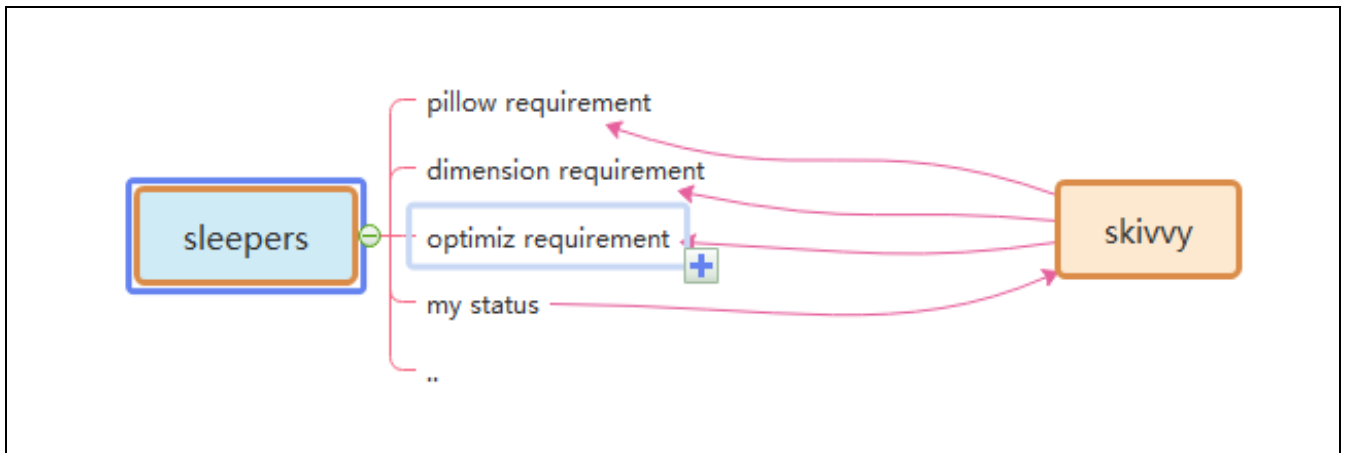 pillow requirement
dimension requirement
sleepers
optimiz requirement
skivvy
my status
..